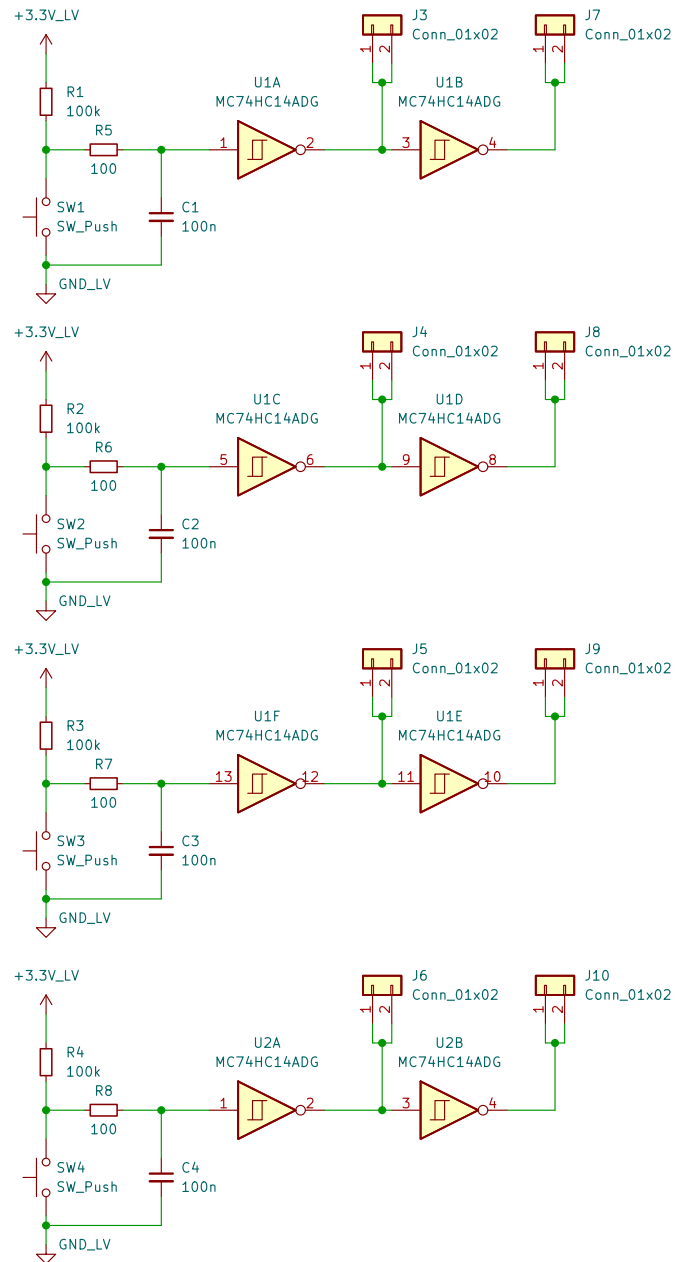 +3.3V_LV
J3
Conn_01x02
J7
Conn_01x02
1
2
1
2
R1
100k
U1A
MC74HC14ADG
U1B
MC74HC14ADG
R5
100
1
2
3
4
SW1
SW_Push
C1
100n
GND_LV
+3.3V_LV
J4
Conn_01x02
J8
Conn_01x02
1
2
1
2
R2
100k
U1C
MC74HC14ADG
U1D
MC74HC14ADG
R6
100
5
6
9
8
SW2
SW_Push
C2
100n
GND_LV
+3.3V_LV
J5
Conn_01x02
J9
Conn_01x02
1
2
1
2
R3
100k
U1F
MC74HC14ADG
U1E
MC74HC14ADG
R7
100
13
12
11
10
SW3
SW_Push
C3
100n
GND_LV
+3.3V_LV
J6
Conn_01x02
J10
Conn_01x02
1
2
1
2
R4
100k
U2A
MC74HC14ADG
U2B
MC74HC14ADG
R8
100
1
2
3
4
SW4
SW_Push
C4
100n
GND_LV